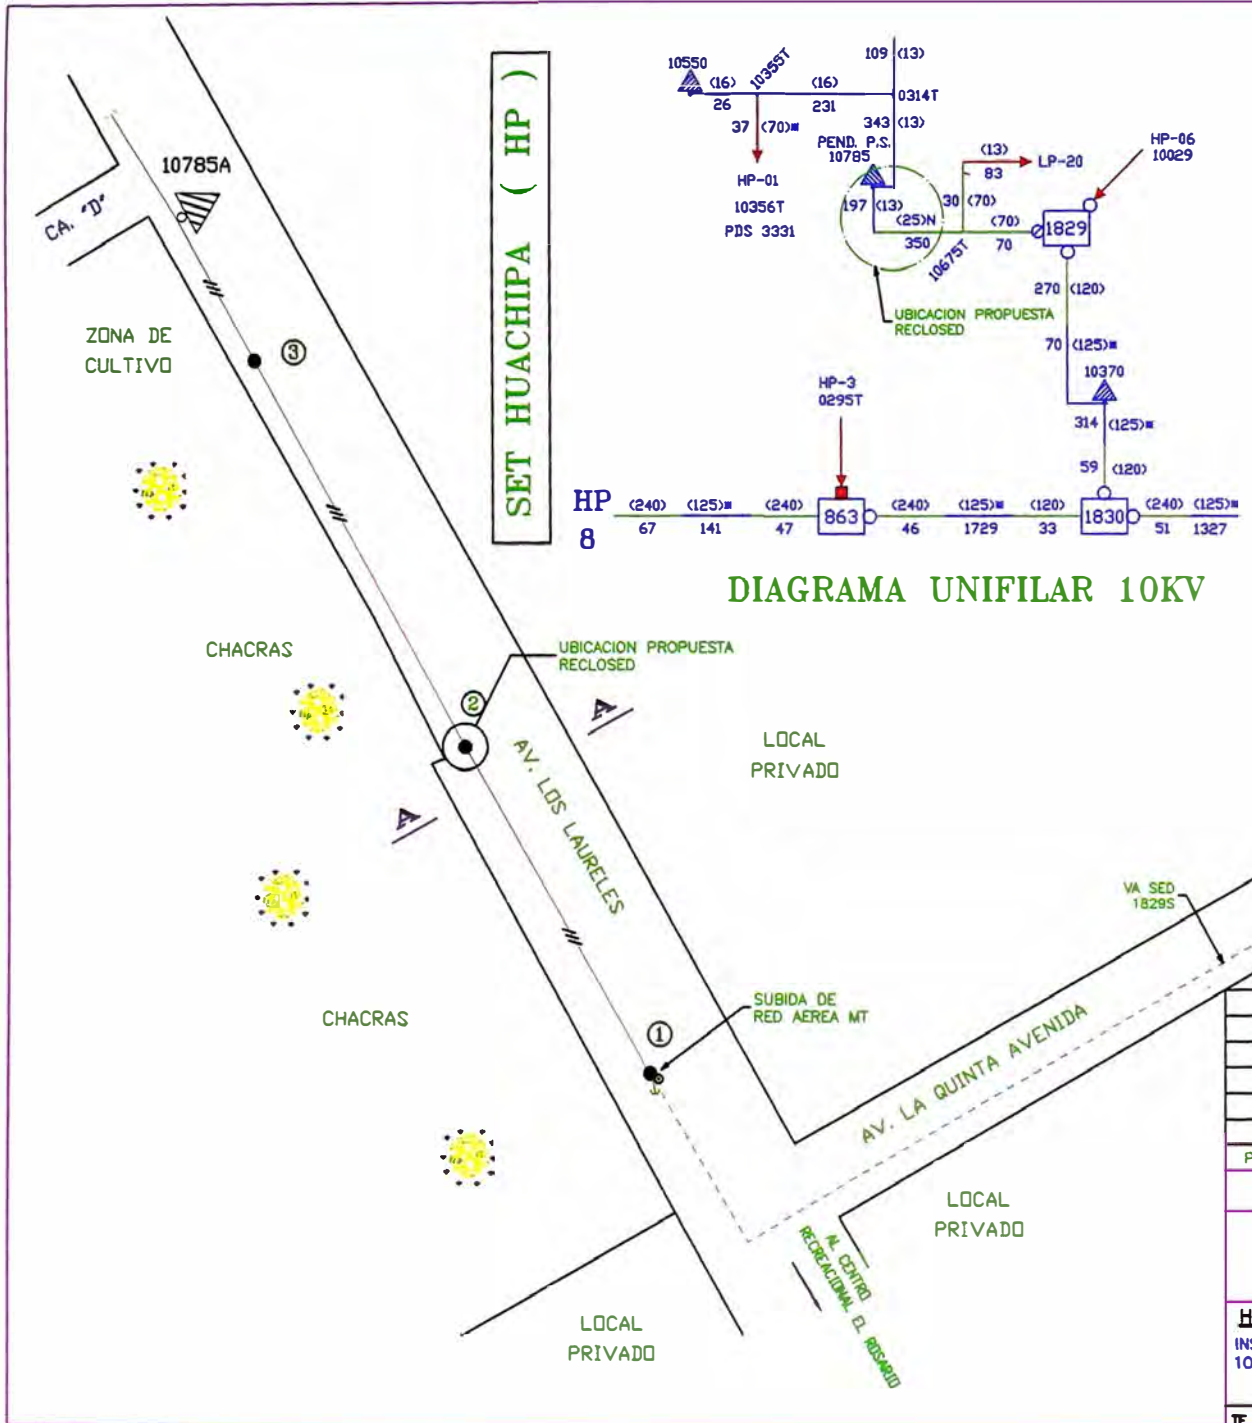 10785A
CA. "D"
ZONA DE
CULTIVO
3
CHACRAS
2
UBICACION PROPUESTA
RECLOSED
A
A
AV. LOS LAURELES
LOCAL
PRIVADO
CHACRAS
1
SUBIDA DE
RED AEREA MT
VA SED
1829S
AV. LA QUINTA AVENIDA
LOCAL
PRIVADO
AL CENTRO
RECREACIONAL EL ROSARIO
LOCAL
PRIVADO
SET HUACHIPA ( HP )
10550
(16)
26
10355T
(16)
231
109 (13)
0314T
37 (70)
343 (13)
PEND. P.S.
10785
HP-01
10356T
PDS 3331
197 (13)
(25)N
350
10675T
30 (70)
(13)
83
LP-20
(70)
70
HP-06
10029
1829
UBICACION PROPUESTA
RECLOSED
270 (120)
70 (125)
10370
314 (125)
59 (120)
HP-3
0295T
HP
8
(240) (125) (240)
67 141 47
863
(240) (125) (120)
46 1729 33
1830
(240) (125)
51 1327
DIAGRAMA UNIFILAR 10KV
P
H
INS
10